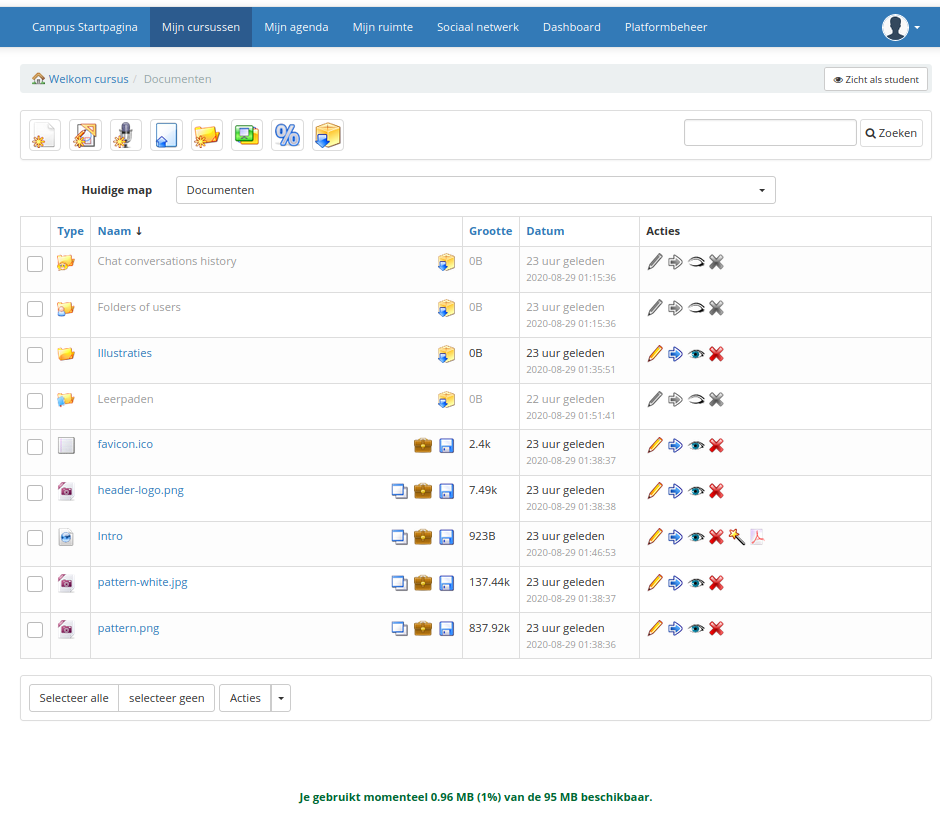 Campus Startpagina Mijn cursussen Mijn agenda Mijn ruimte Sociaal netwerk Dashboard Platformbeheer
Welkom cursus / Documenten Zicht als student
Zoeken
Huidige map Documenten
Type Naam Grootte Datum Acties
Chat conversations history 0B 23 uur geleden
2020-08-29 01:15:36
Folders of users 0B 23 uur geleden
2020-08-29 01:15:36
Illustraties 0B 23 uur geleden
2020-08-29 01:35:51
Leerpaden 0B 22 uur geleden
2020-08-29 01:51:41
favicon.ico 2.4k 23 uur geleden
2020-08-29 01:38:37
header-logo.png 7.49k 23 uur geleden
2020-08-29 01:38:38
Intro 923B 23 uur geleden
2020-08-29 01:46:53
pattern-white.jpg 137.44k 23 uur geleden
2020-08-29 01:38:37
pattern.png 837.92k 23 uur geleden
2020-08-29 01:38:36
Selecteer alle selecteer geen Acties
Je gebruikt momenteel 0.96 MB (1%) van de 95 MB beschikbaar.